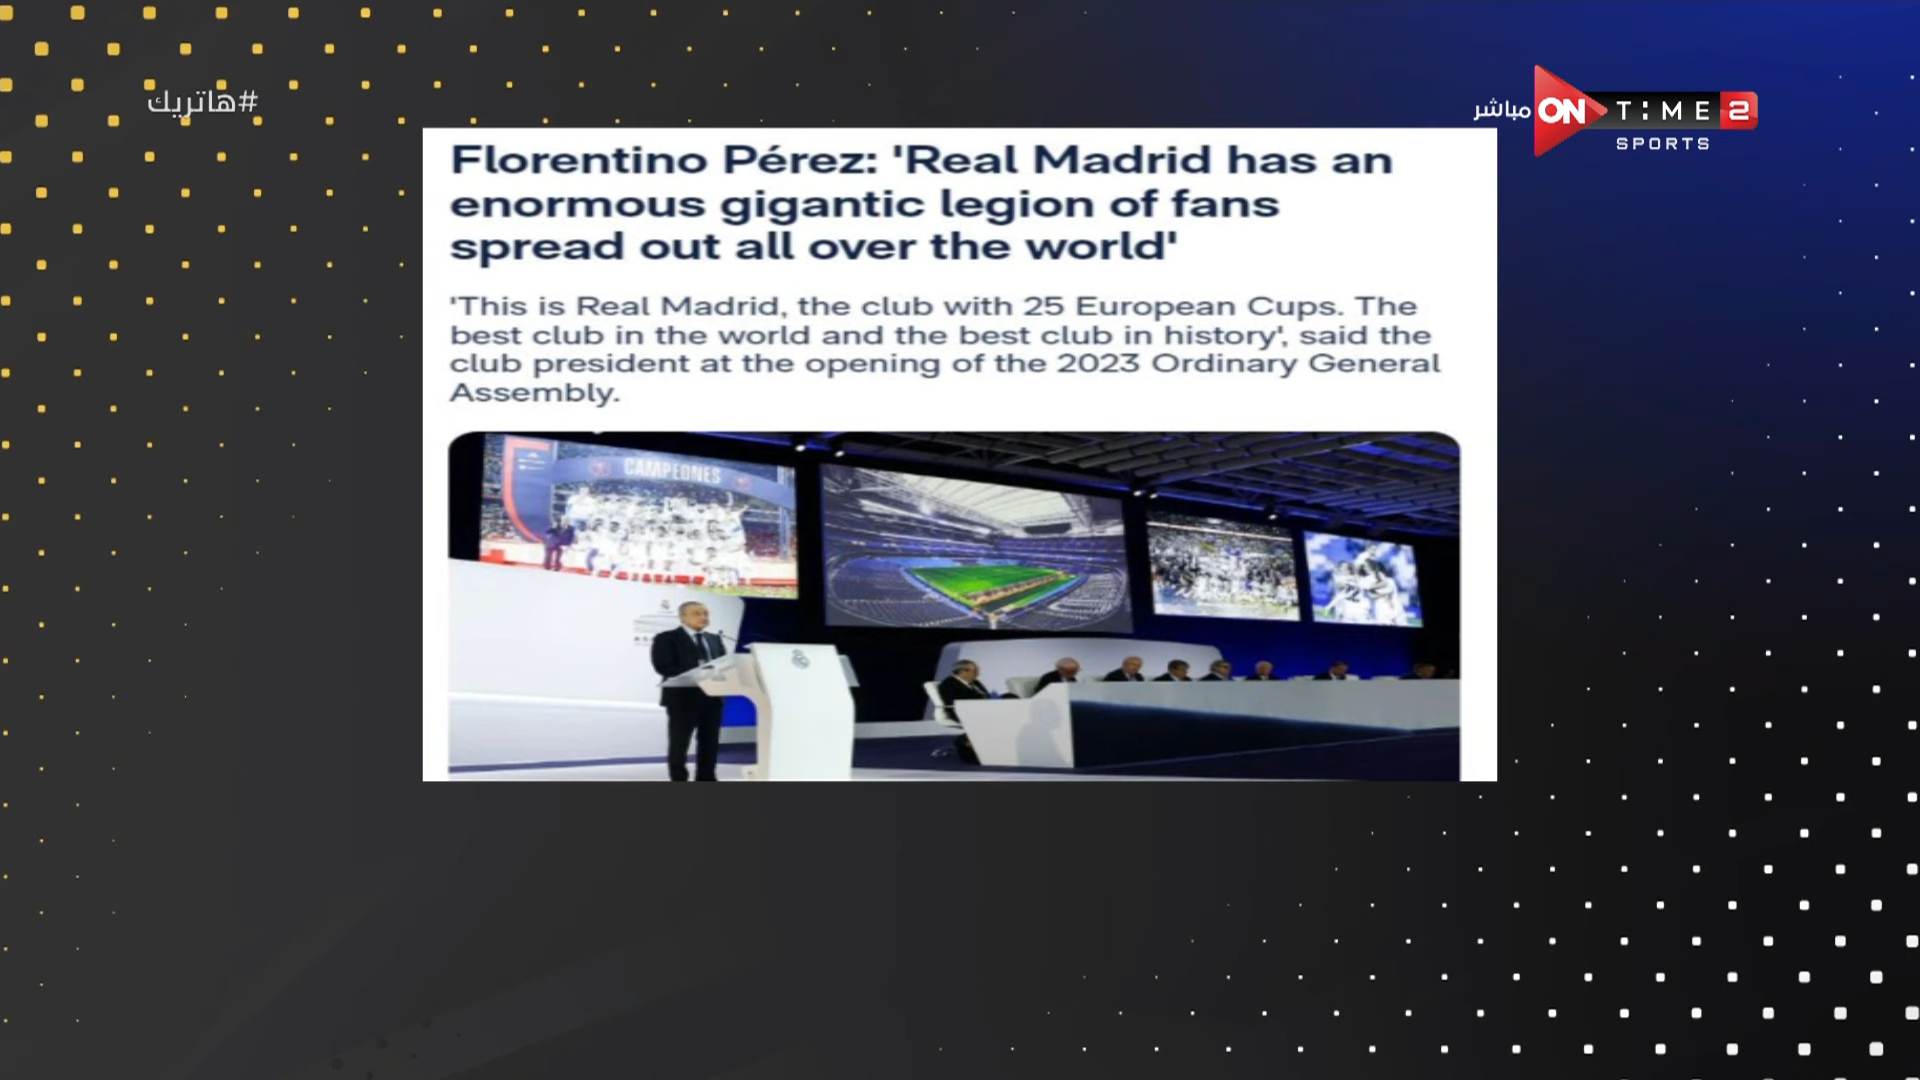 #هاتريك
مباشر ON TIME 2
SPORTS
Florentino Pérez: 'Real Madrid has an
enormous gigantic legion of fans
spread out all over the world'
'This is Real Madrid, the club with 25 European Cups. The
best club in the world and the best club in history', said the
club president at the opening of the 2023 Ordinary General
Assembly.
CAMPEONES